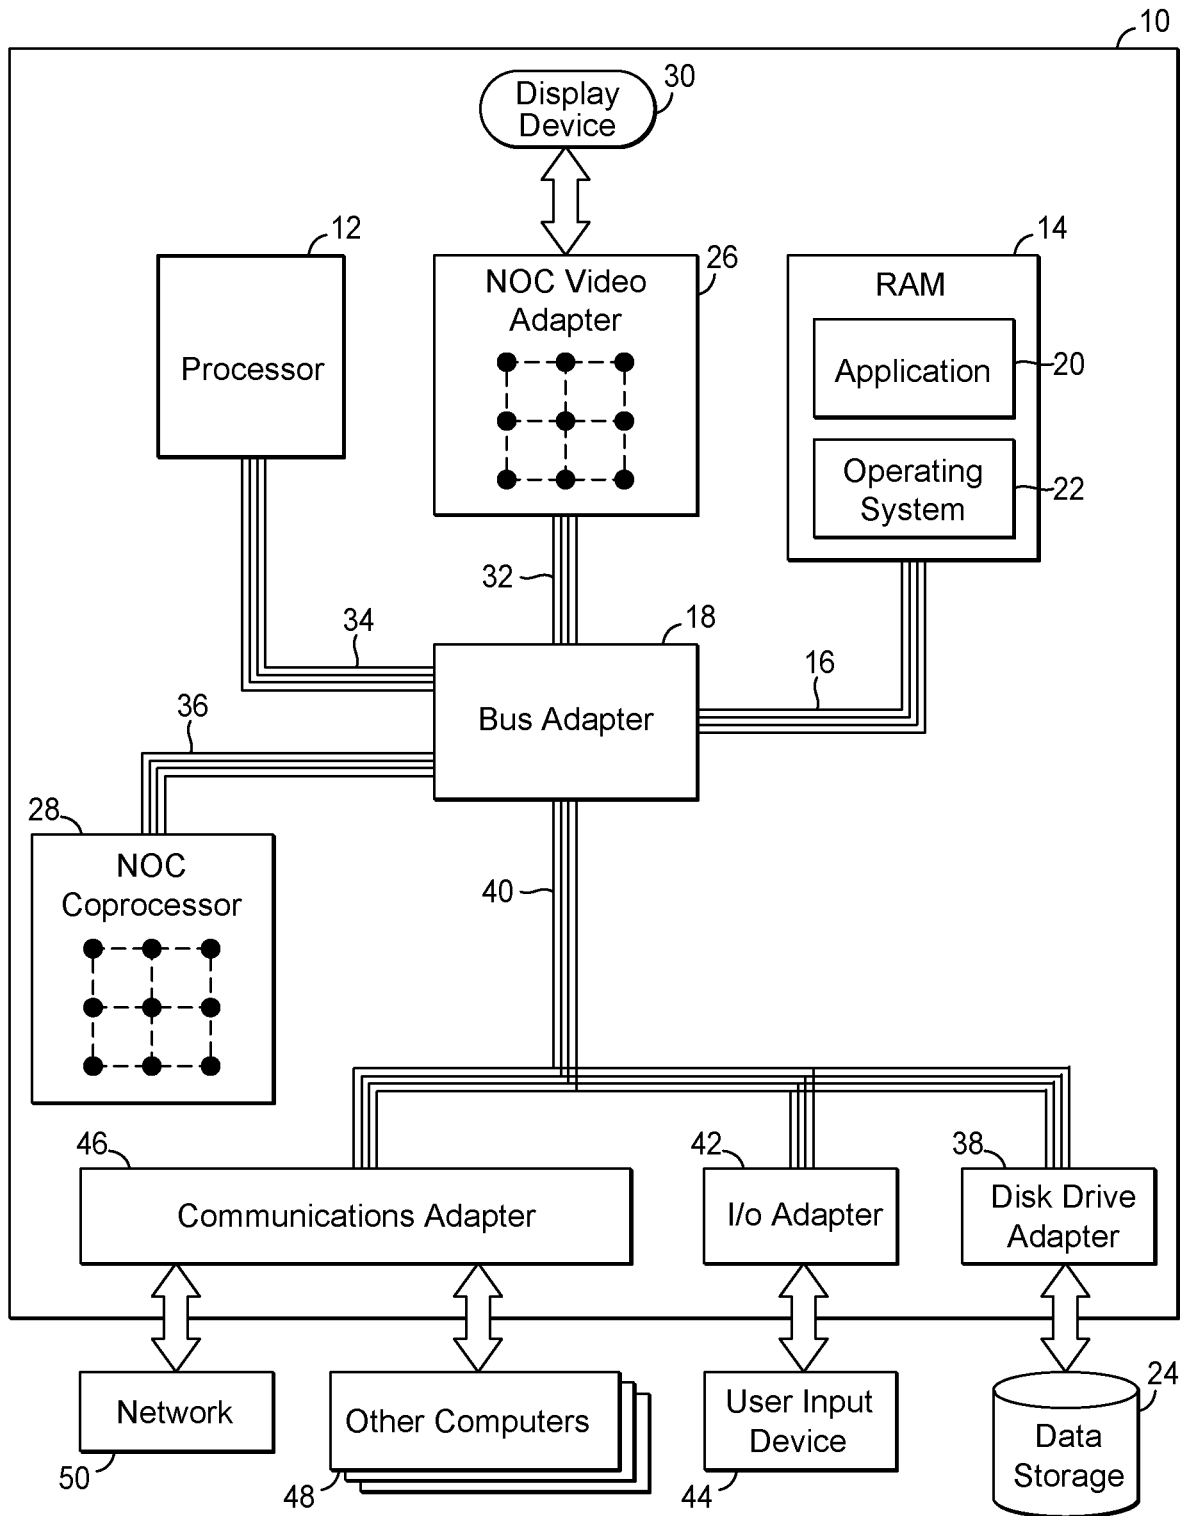 10
Display
Device
30
12
Processor
NOC Video
Adapter
26
14
RAM
Application
20
Operating
System
22
32
34
18
16
Bus Adapter
36
28
NOC
Coprocessor
40
46
Communications Adapter
42
I/o Adapter
38
Disk Drive
Adapter
Network
50
Other Computers
48
User Input
Device
44
24
Data
Storage